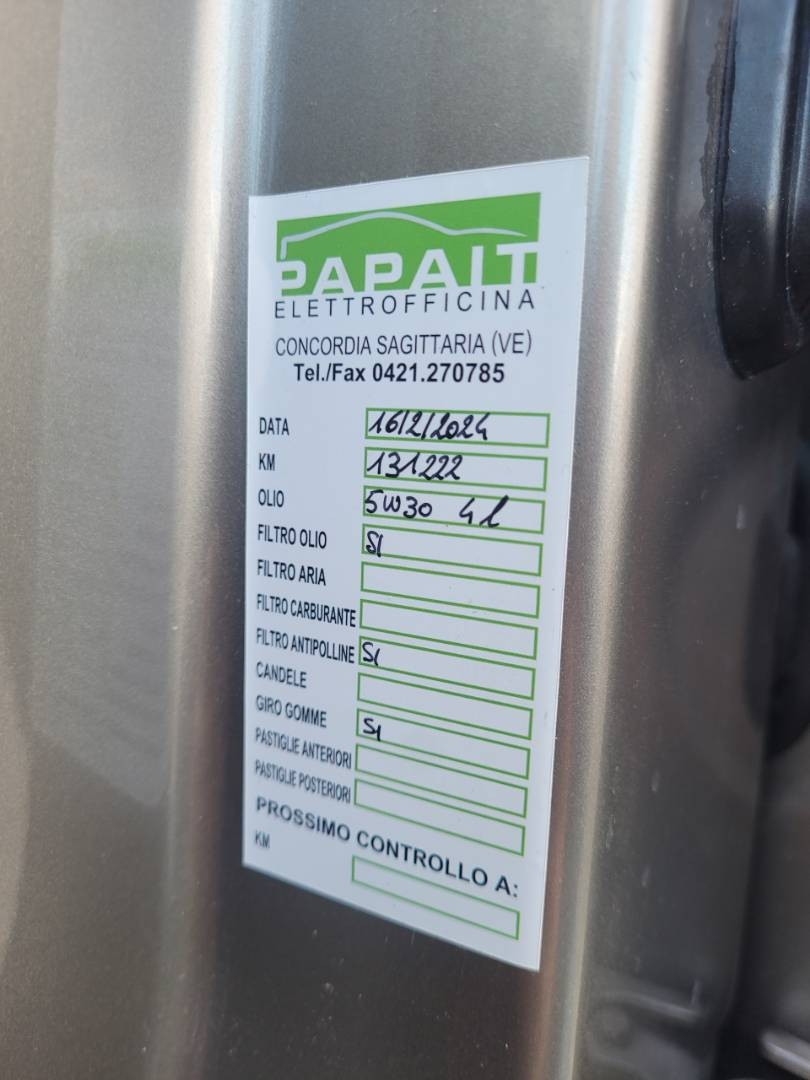 PAPAIT
ELETTROFFICINA
CONCORDIA SAGITTARIA (VE)
Tel./Fax 0421.270785
DATA 16/2/2024
KM 131222
OLIO 5W30 4l
FILTRO OLIO SI
FILTRO ARIA
FILTRO CARBURANTE
FILTRO ANTIPOLLINE SI
CANDELE
GIRO GOMME SI
PASTIGLIE ANTERIORI
PASTIGLIE POSTERIORI
PROSSIMO CONTROLLO A:
KM